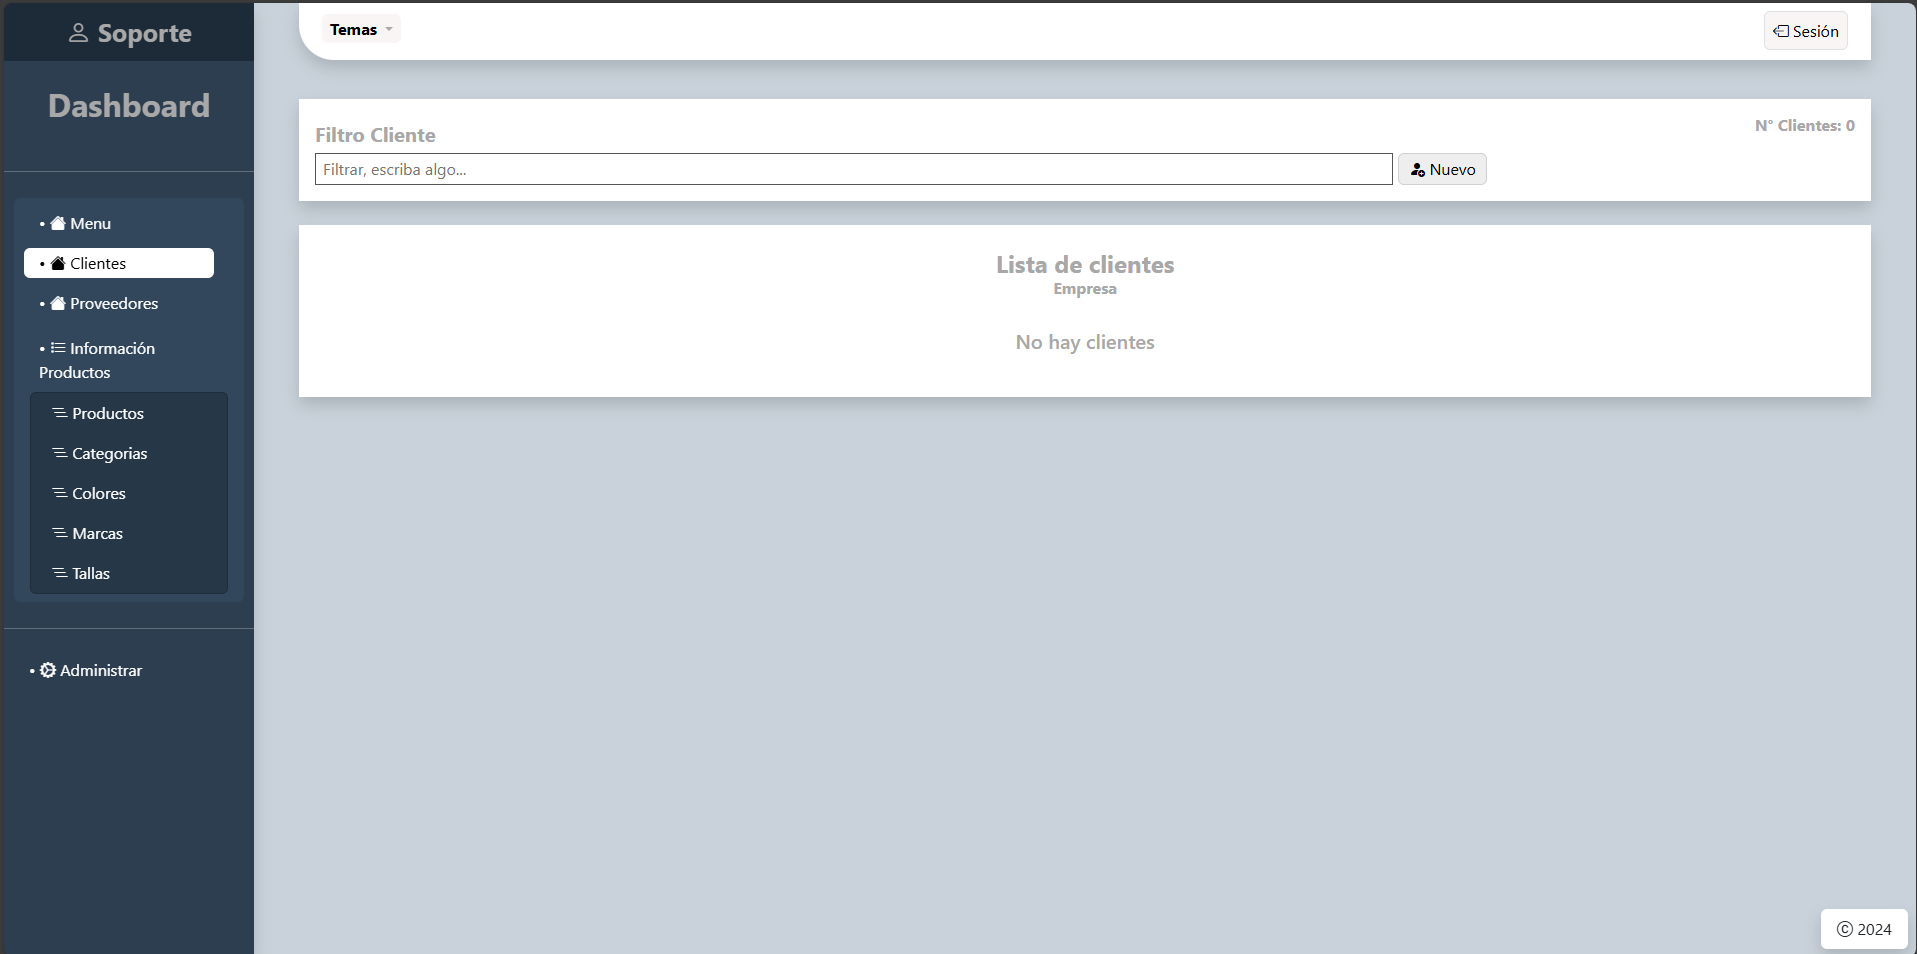 Soporte
Dashboard
• Menu
• Clientes
• Proveedores
• Información
Productos
Productos
Categorias
Colores
Marcas
Tallas
• Administrar
Temas
Sesión
Filtro Cliente
N° Clientes: 0
Filtrar, escriba algo...
Nuevo
Lista de clientes
Empresa
No hay clientes
© 2024